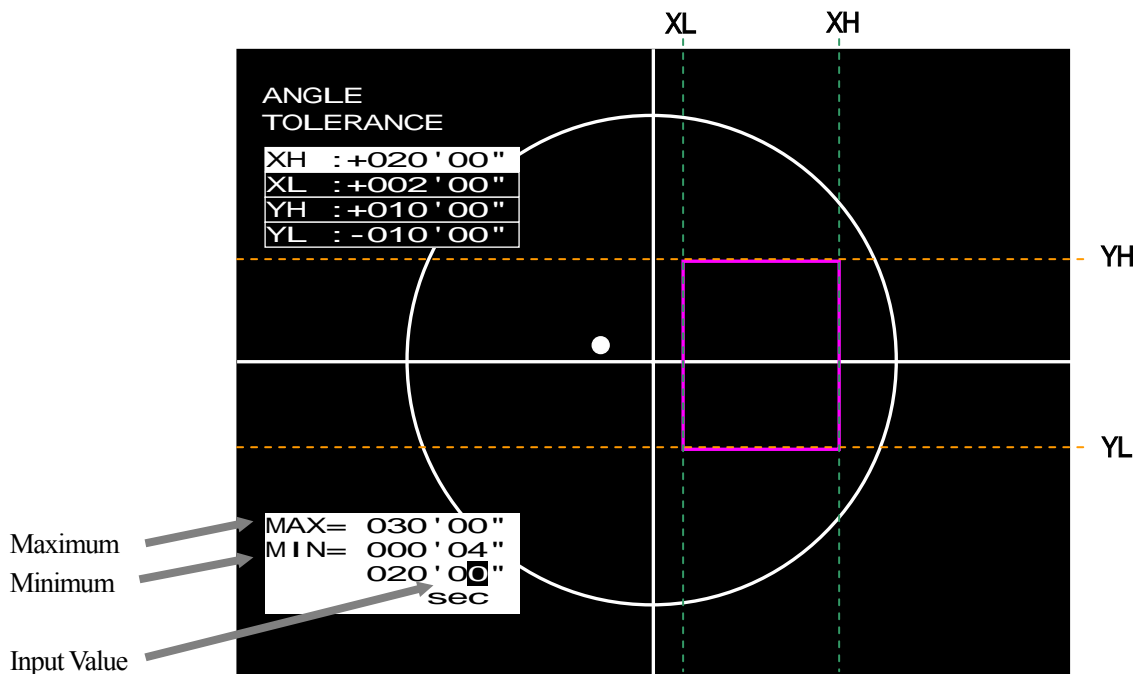 XL XH
ANGLE
TOLERANCE
XH :+020'00"
XL :+002'00"
YH :+010'00"
YL :-010'00"
YH
YL
MAX= 030'00"
MIN= 000'04"
020'00"
sec
Maximum
Minimum
Input Value